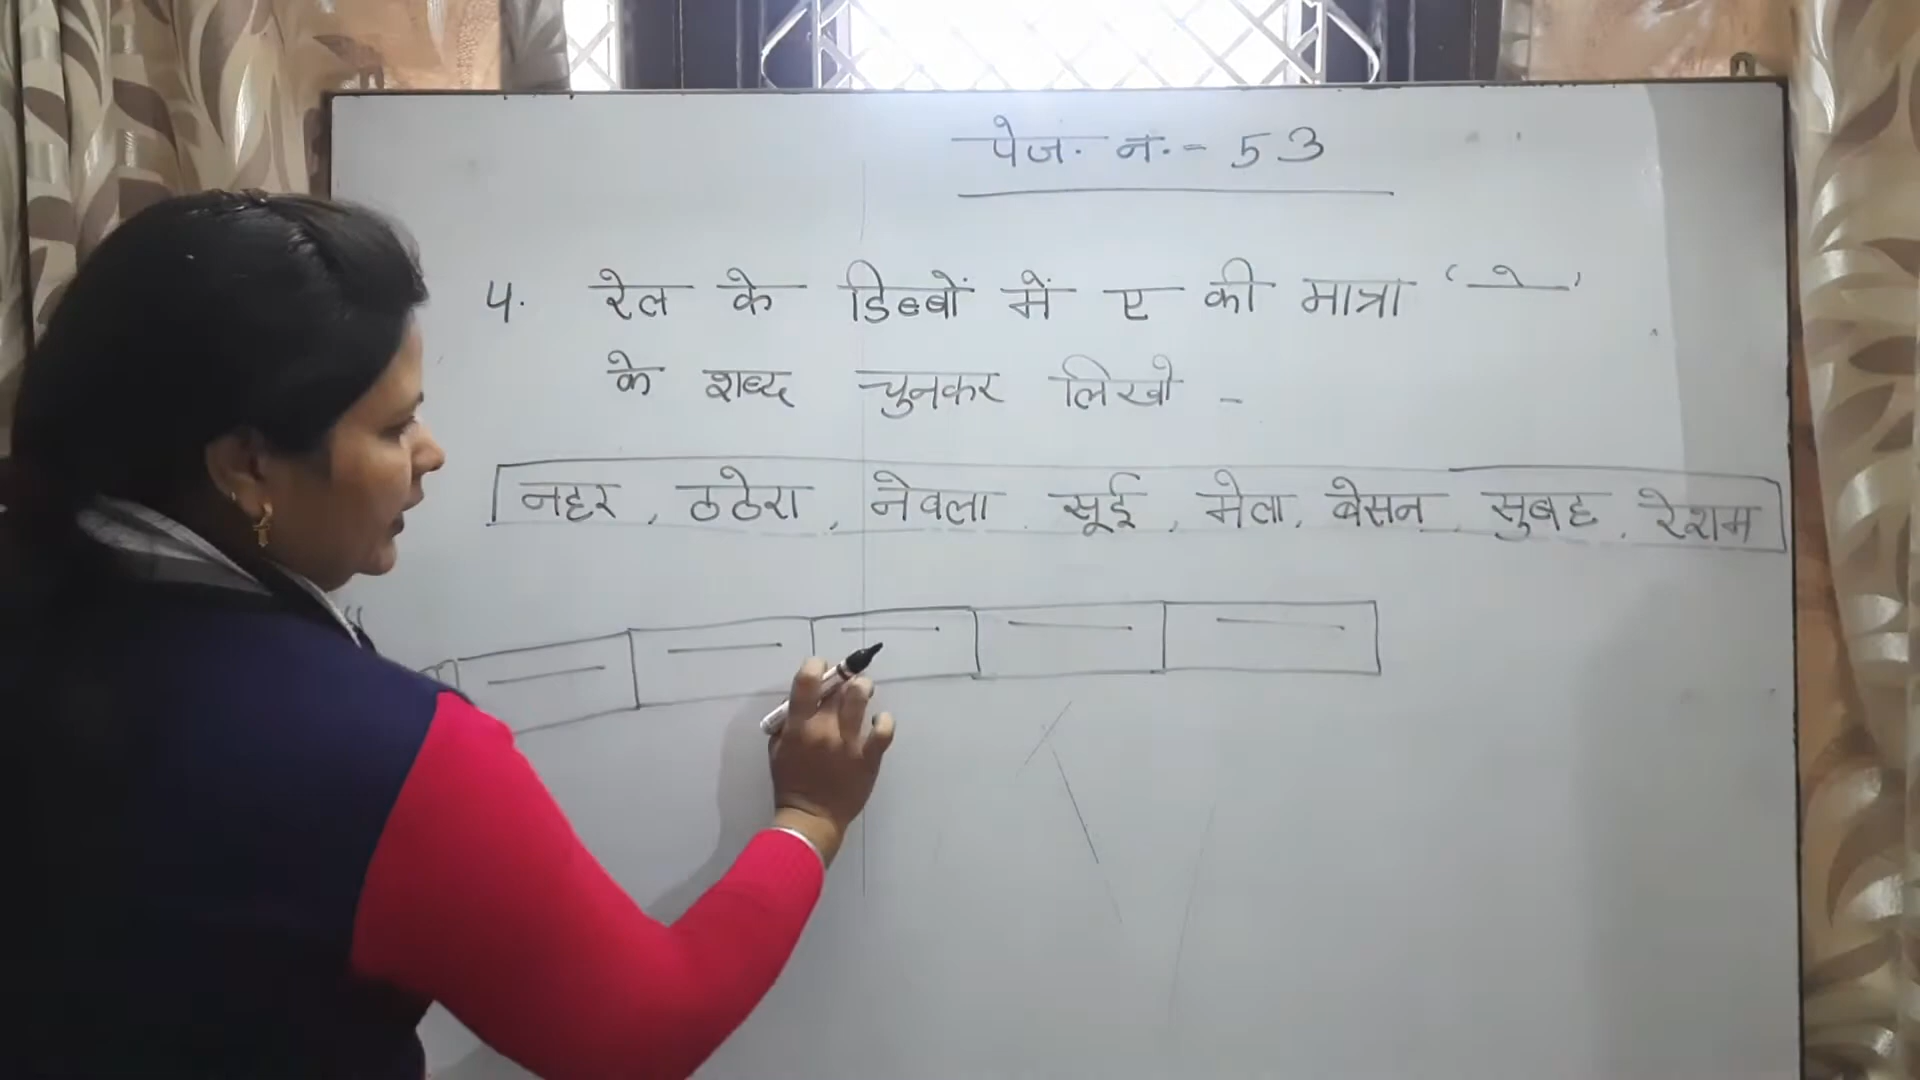 पेज. न. - 53
4. रेल के डिब्बों में ए की मात्रा ' े '
के शब्द चुनकर लिखो -
नहर , ठठेरा , नेवला , सूई , मेला , बेसन , सुबह , रेशम